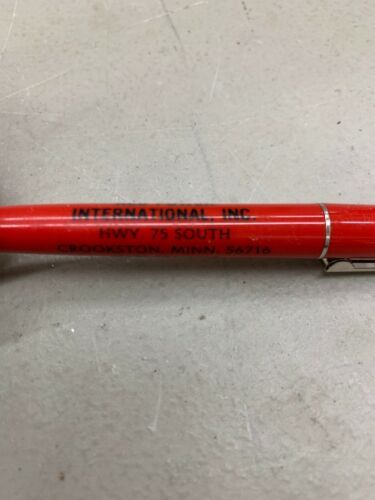 INTERNATIONAL, INC.
HWY. 75 SOUTH
CROOKSTON, MINN. 56716